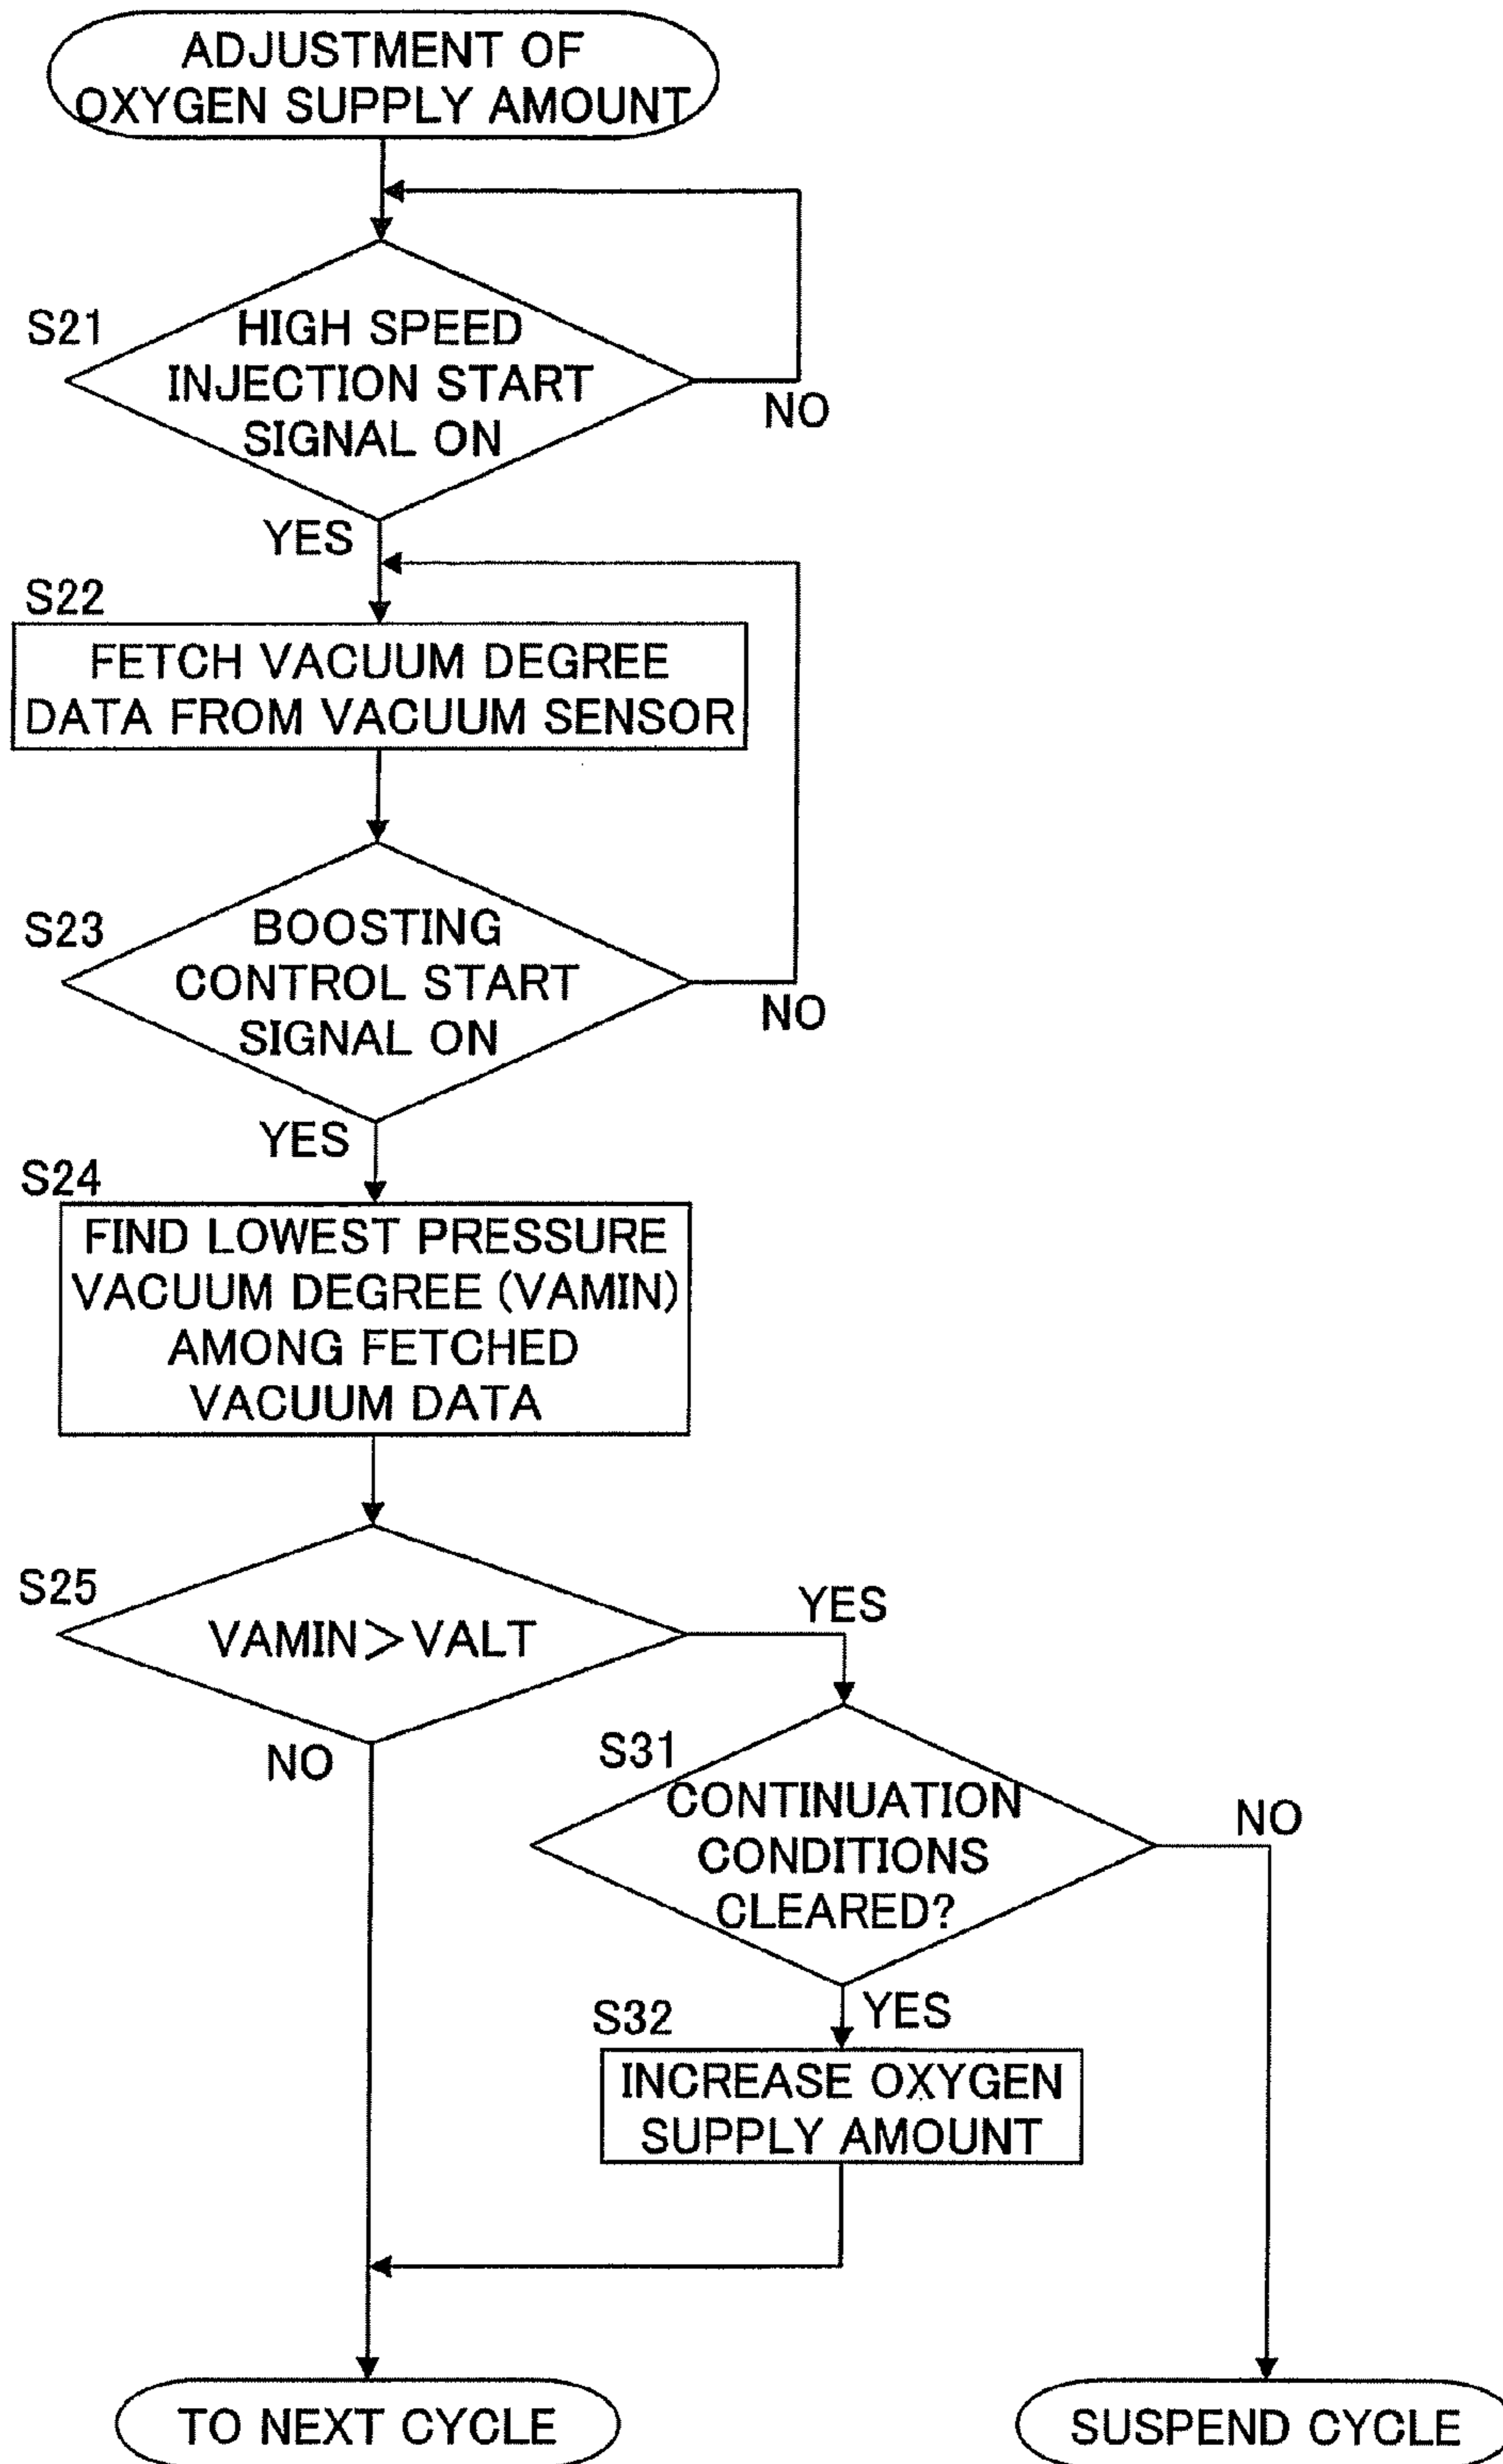 ADJUSTMENT OF
OXYGEN SUPPLY AMOUNT
S21
HIGH SPEED
INJECTION START
SIGNAL ON
NO
YES
S22
FETCH VACUUM DEGREE
DATA FROM VACUUM SENSOR
S23
BOOSTING
CONTROL START
SIGNAL ON
NO
YES
S24
FIND LOWEST PRESSURE
VACUUM DEGREE (VAMIN)
AMONG FETCHED
VACUUM DATA
S25
VAMIN>VALT
YES
NO
S31
CONTINUATION
CONDITIONS
CLEARED?
NO
YES
S32
INCREASE OXYGEN
SUPPLY AMOUNT
TO NEXT CYCLE
SUSPEND CYCLE